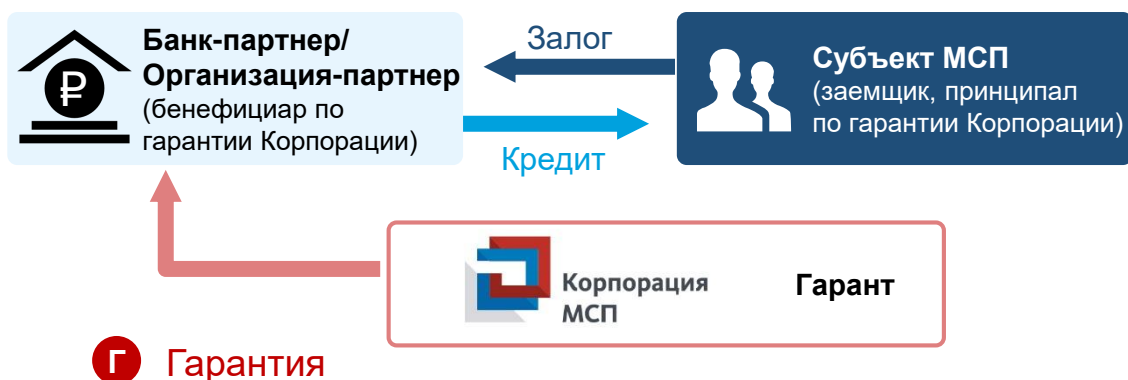 Банк-партнер/
Организация-партнер
(бенефициар по
гарантии Корпорации)
Залог
Кредит
Субъект МСП
(заемщик, принципал
по гарантии Корпорации)
Корпорация
МСП
Гарант
Г Гарантия